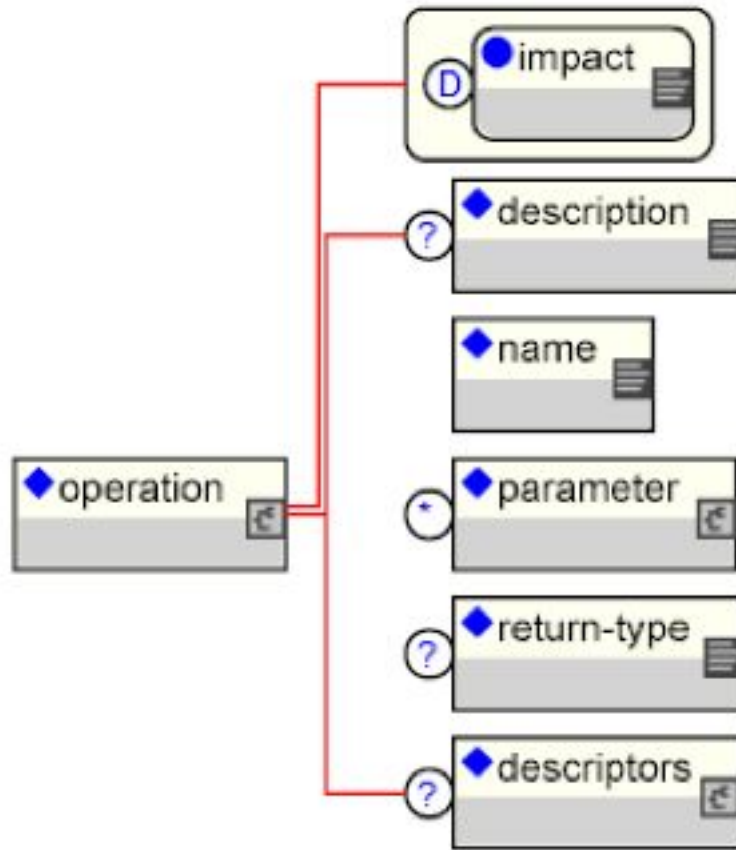 D
impact
?
description
name
operation
*
parameter
?
return-type
?
descriptors